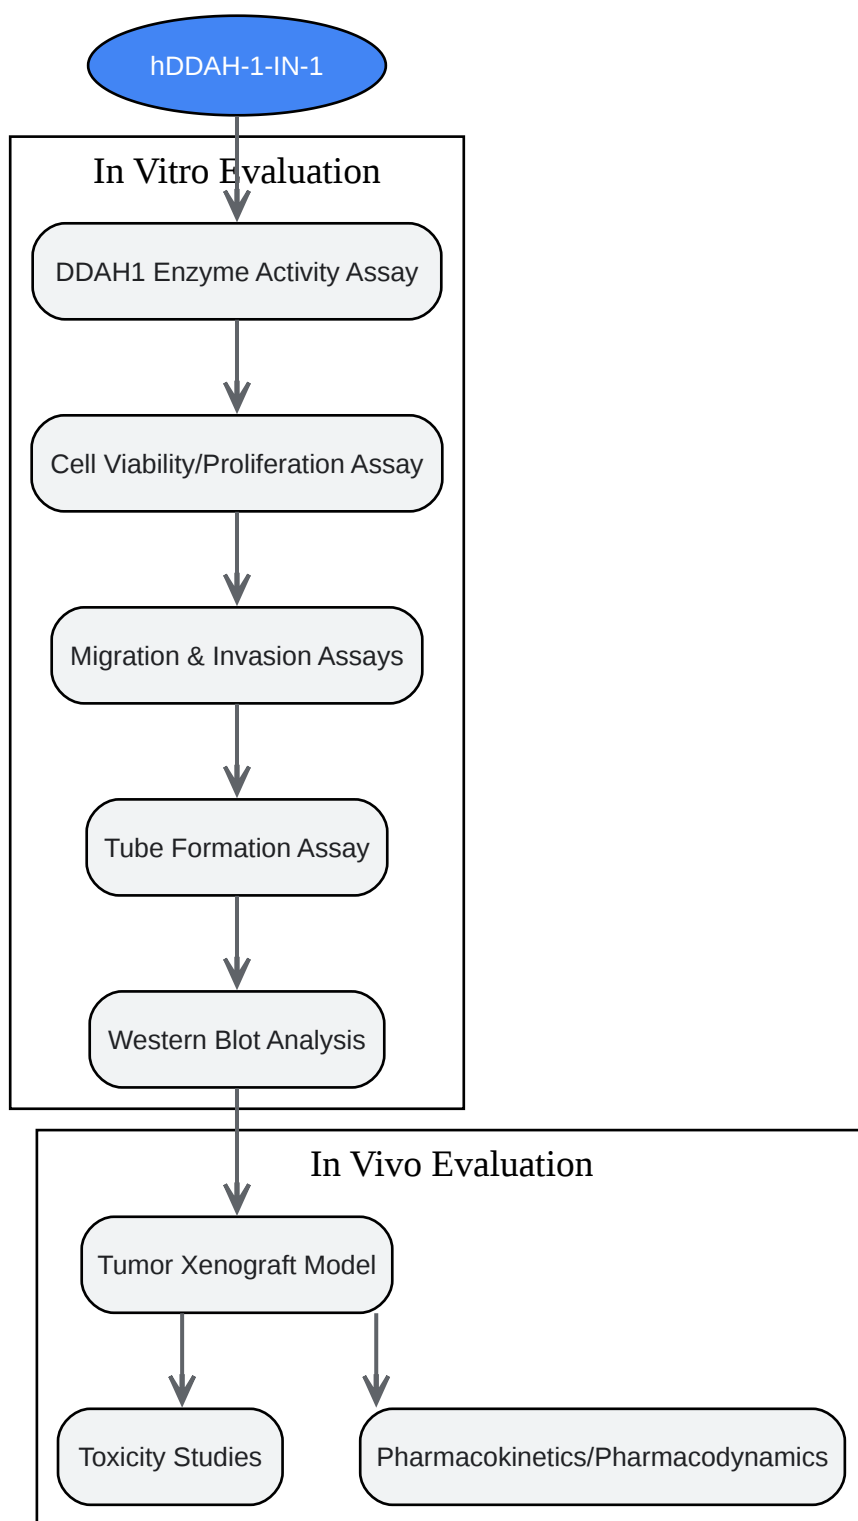 hDDAH-1-IN-1
In Vitro Evaluation
DDAH1 Enzyme Activity Assay
Cell Viability/Proliferation Assay
Migration & Invasion Assays
Tube Formation Assay
Western Blot Analysis
In Vivo Evaluation
Tumor Xenograft Model
Toxicity Studies
Pharmacokinetics/Pharmacodynamics